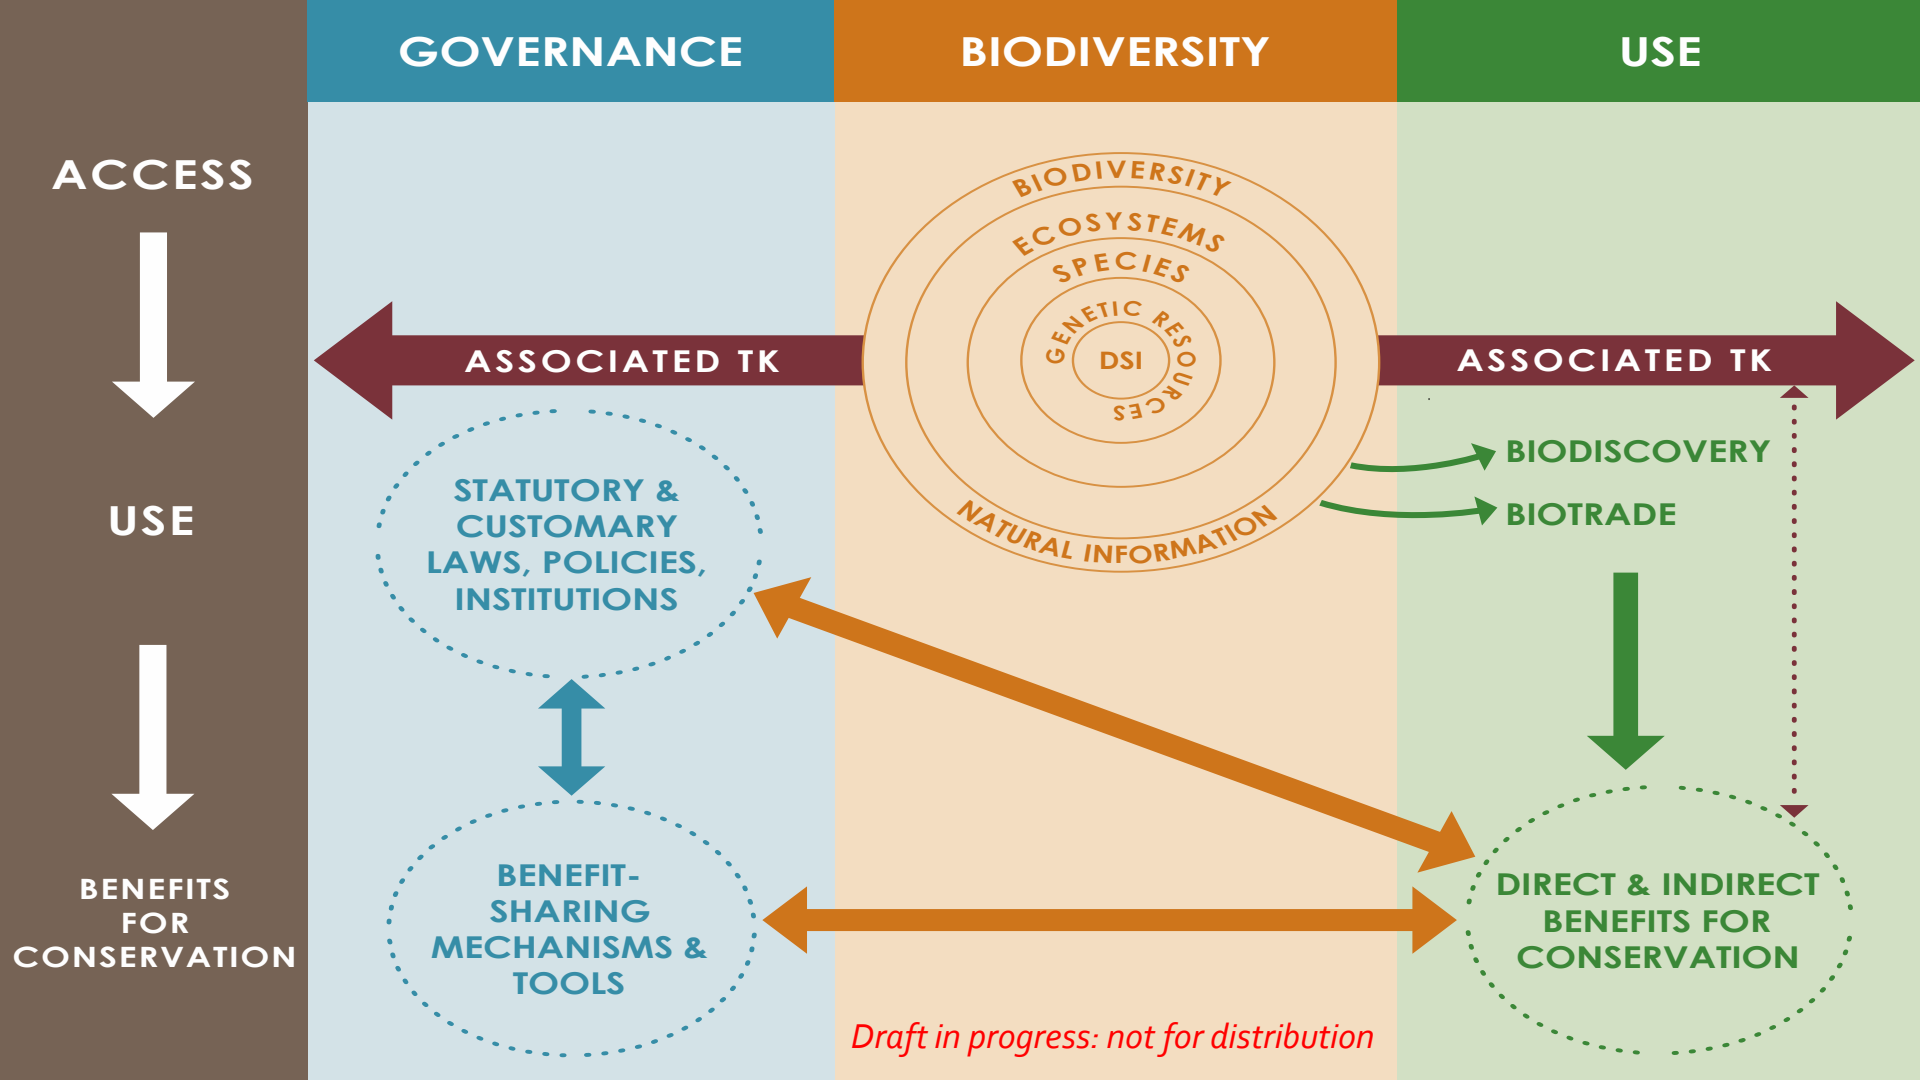 GOVERNANCE
BIODIVERSITY
USE
ACCESS
USE
BENEFITS
FOR
CONSERVATION
BIODIVERSITY
ECOSYSTEMS
SPECIES
GENETIC RESOURCES
DSI
NATURAL INFORMATION
ASSOCIATED TK
ASSOCIATED TK
STATUTORY &
CUSTOMARY
LAWS, POLICIES,
INSTITUTIONS
BIODISCOVERY
BIOTRADE
BENEFIT-
SHARING
MECHANISMS &
TOOLS
DIRECT & INDIRECT
BENEFITS FOR
CONSERVATION
Draft in progress: not for distribution